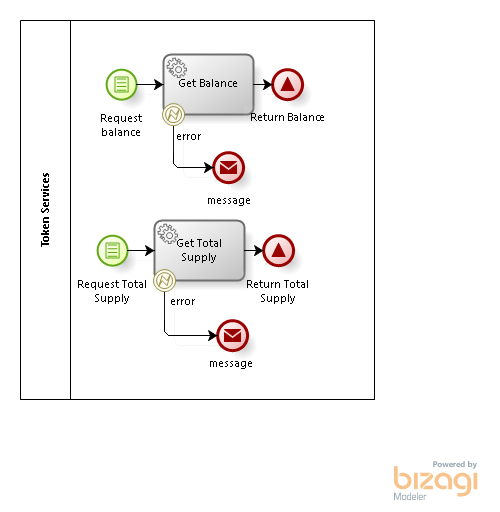 Token Services
Get Balance
Request
balance
Return Balance
error
message
Get Total
Supply
Request Total
Supply
Return Total
Supply
error
message
Powered by
bizagi
Modeler